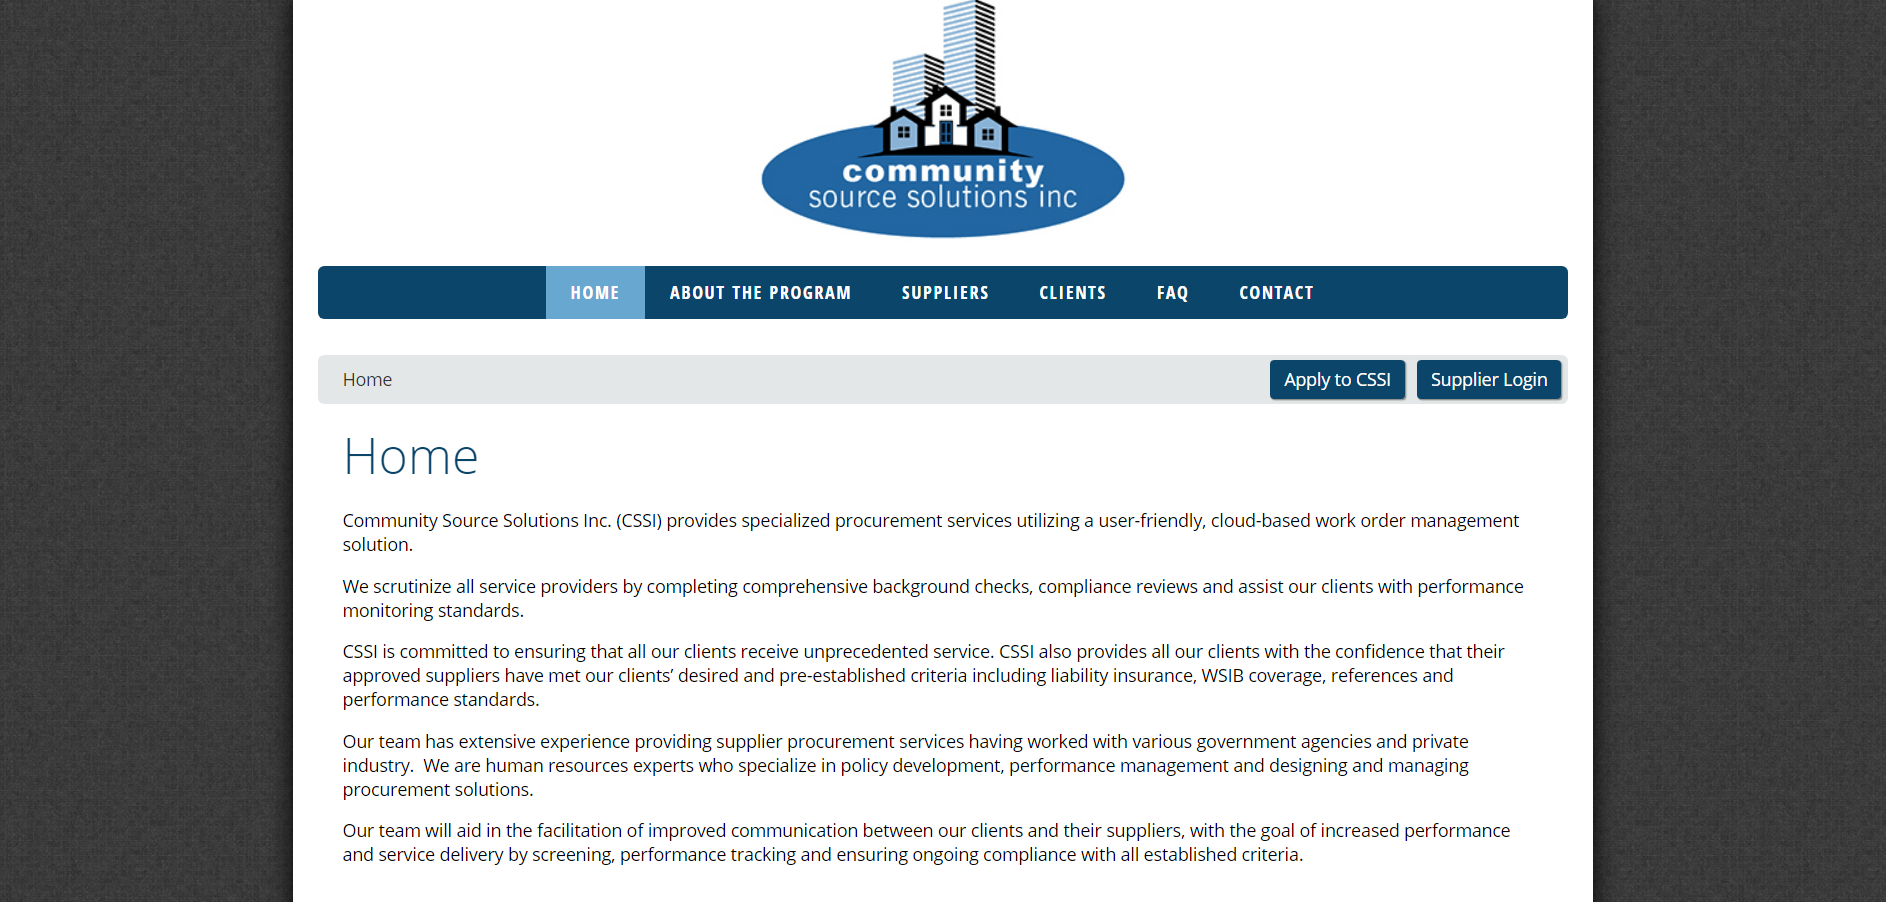 community
source solutions inc
HOME ABOUT THE PROGRAM SUPPLIERS CLIENTS FAQ CONTACT
Home Apply to CSSI Supplier Login
Home
Community Source Solutions Inc. (CSSI) provides specialized procurement services utilizing a user-friendly, cloud-based work order management
solution.
We scrutinize all service providers by completing comprehensive background checks, compliance reviews and assist our clients with performance
monitoring standards.
CSSI is committed to ensuring that all our clients receive unprecedented service. CSSI also provides all our clients with the confidence that their
approved suppliers have met our clients’ desired and pre-established criteria including liability insurance, WSIB coverage, references and
performance standards.
Our team has extensive experience providing supplier procurement services having worked with various government agencies and private
industry.  We are human resources experts who specialize in policy development, performance management and designing and managing
procurement solutions.
Our team will aid in the facilitation of improved communication between our clients and their suppliers, with the goal of increased performance
and service delivery by screening, performance tracking and ensuring ongoing compliance with all established criteria.